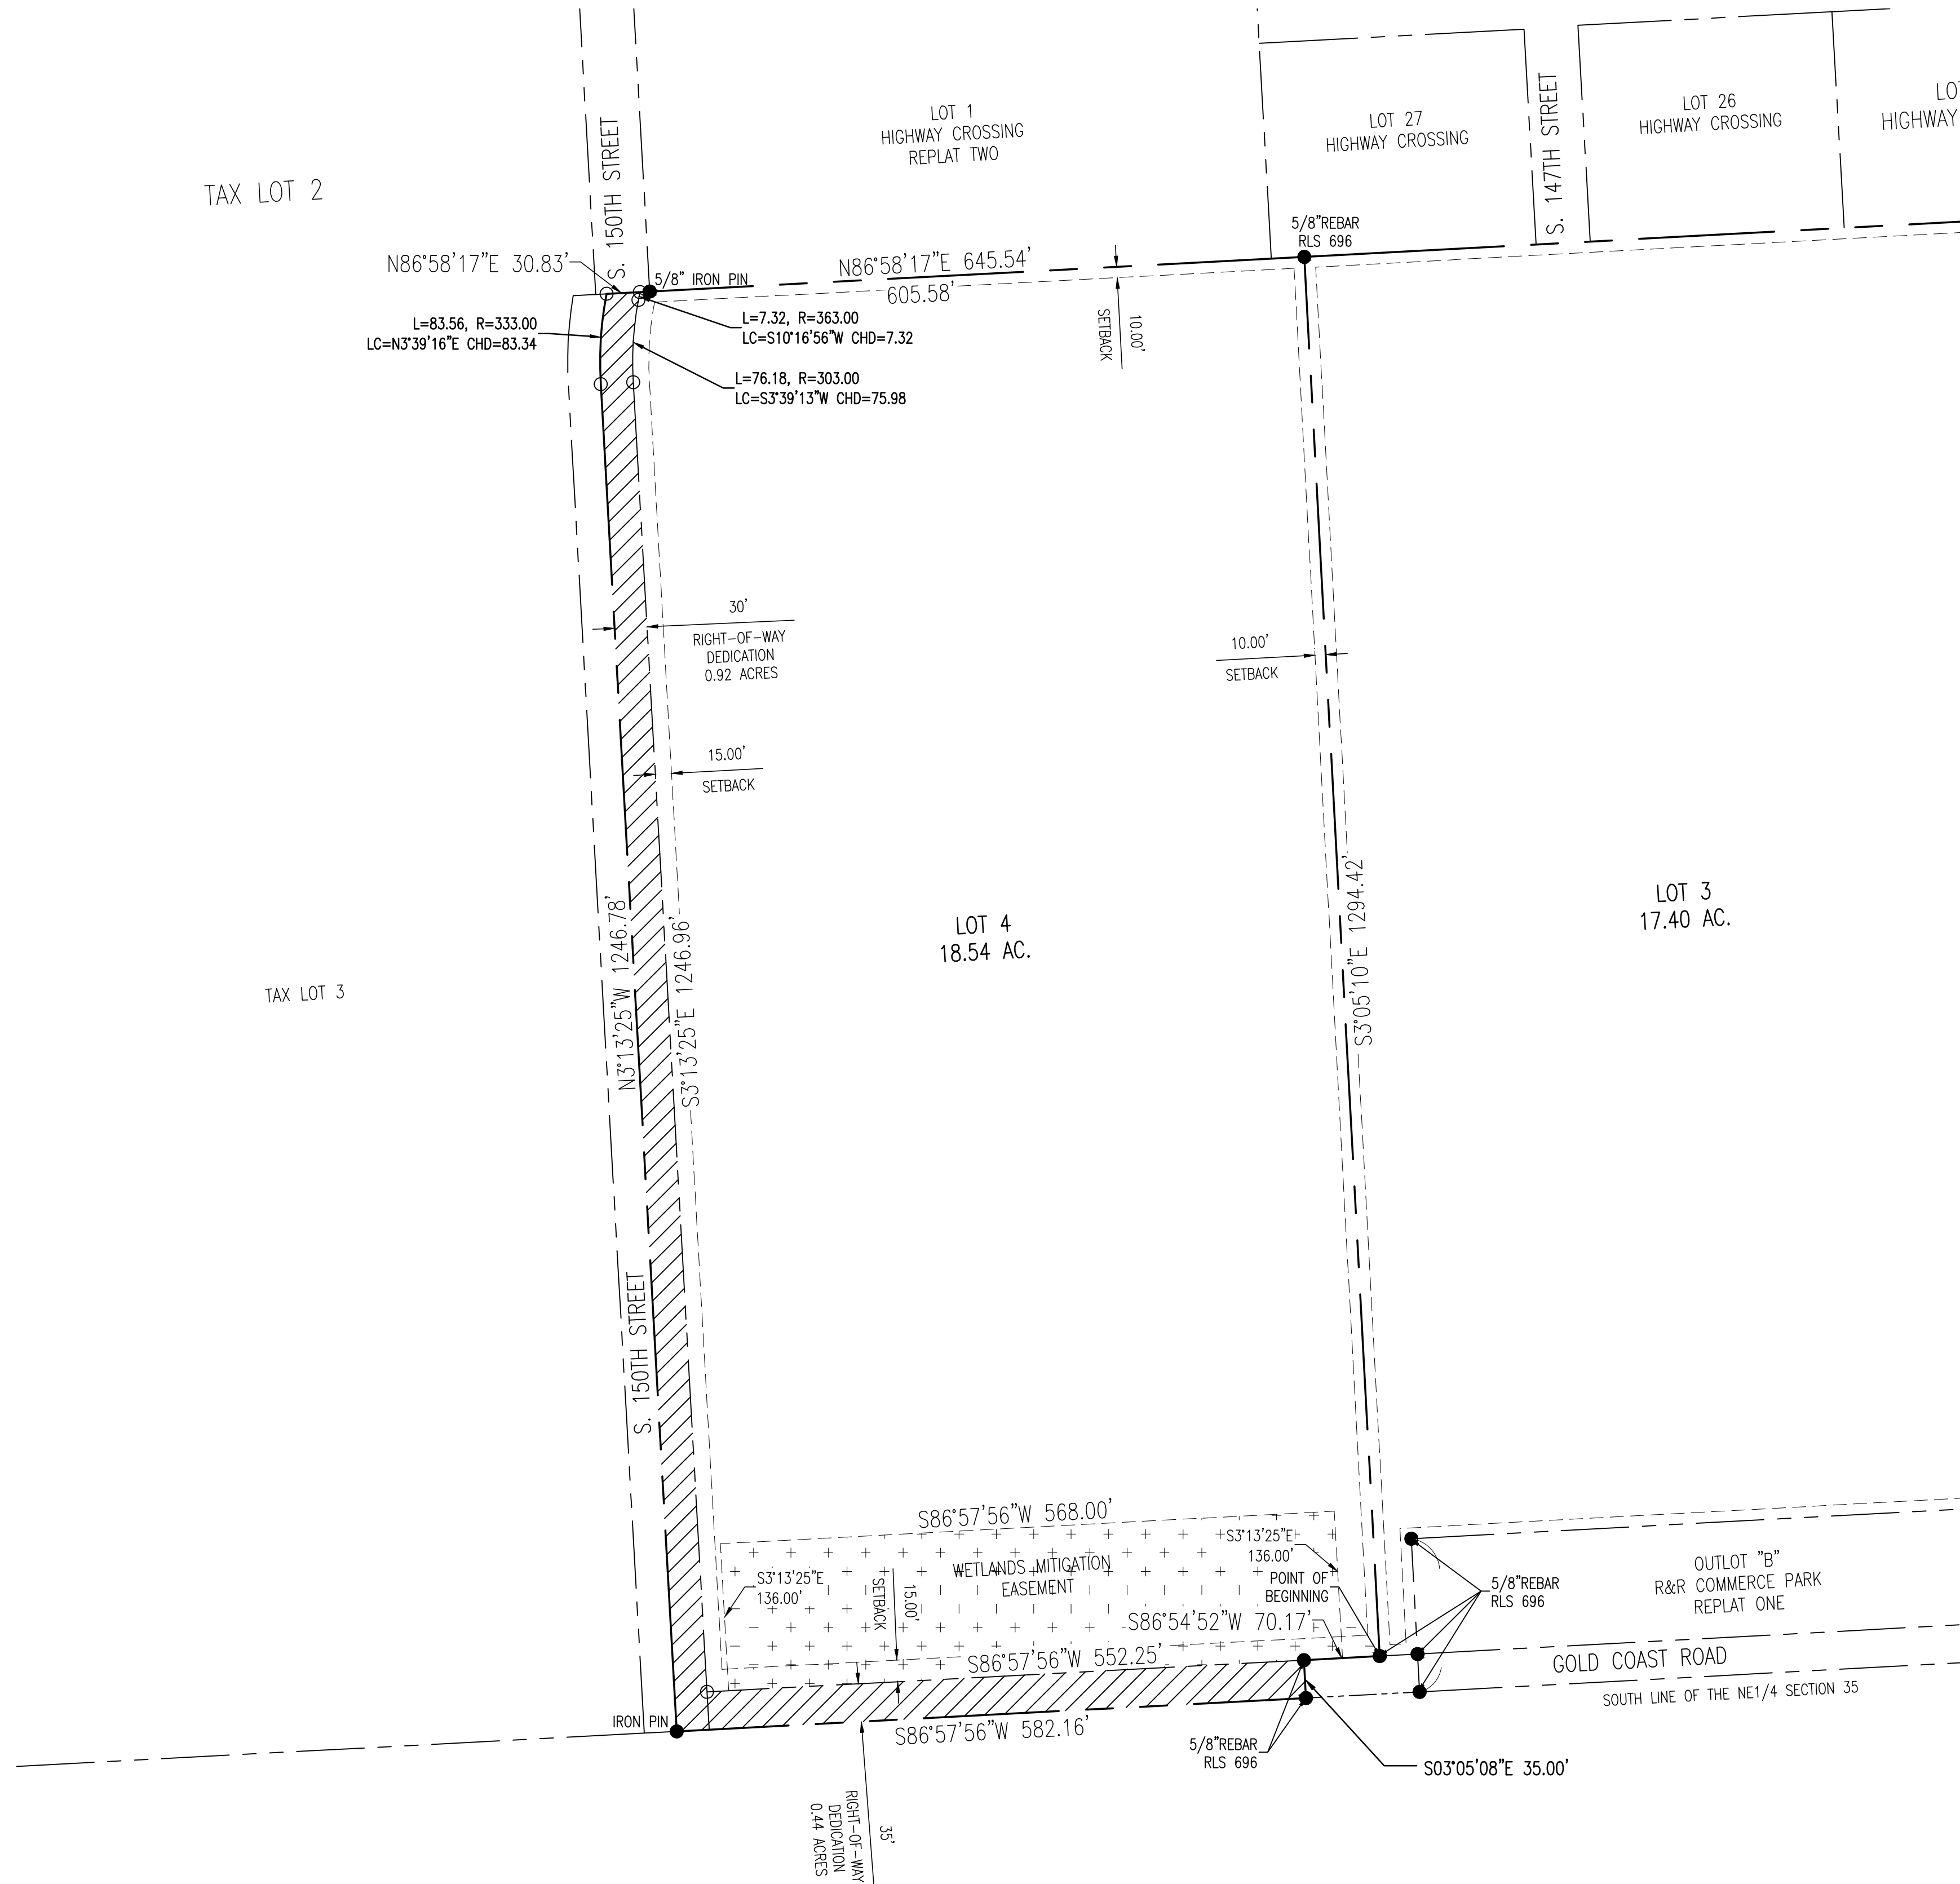 LOT 1
HIGHWAY CROSSING
REPLAT TWO
LOT 27
HIGHWAY CROSSING
S. 147TH STREET
LOT 26
HIGHWAY CROSSING
HIGHWAY
TAX LOT 2
S. 150TH STREET
N86°58'17"E 30.83'
5/8" IRON PIN
N86°58'17"E 645.54'
605.58'
5/8"REBAR
RLS 696
L=83.56, R=333.00
LC=N3°39'16"E CHD=83.34
L=7.32, R=363.00
LC=S10°16'56"W CHD=7.32
L=76.18, R=303.00
LC=S3°39'13"W CHD=75.98
10.00'
SETBACK
30'
RIGHT-OF-WAY
DEDICATION
0.92 ACRES
10.00'
SETBACK
15.00'
SETBACK
LOT 4
18.54 AC.
LOT 3
17.40 AC.
TAX LOT 3
N3°13'25"W 1246.78'
S3°13'25"E 1246.96'
S3°05'10"E 1294.42'
S. 150TH STREET
S86°57'56"W 568.00'
WETLANDS MITIGATION
EASEMENT
S3°13'25"E
136.00'
S3°13'25"E
136.00'
15.00'
SETBACK
POINT OF
BEGINNING
S86°54'52"W 70.17'
S86°57'56"W 552.25'
5/8"REBAR
RLS 696
OUTLOT "B"
R&R COMMERCE PARK
REPLAT ONE
GOLD COAST ROAD
SOUTH LINE OF THE NE1/4 SECTION 35
IRON PIN
S86°57'56"W 582.16'
5/8"REBAR
RLS 696
S03°05'08"E 35.00'
35'
RIGHT-OF-WAY
DEDICATION
0.44 ACRES